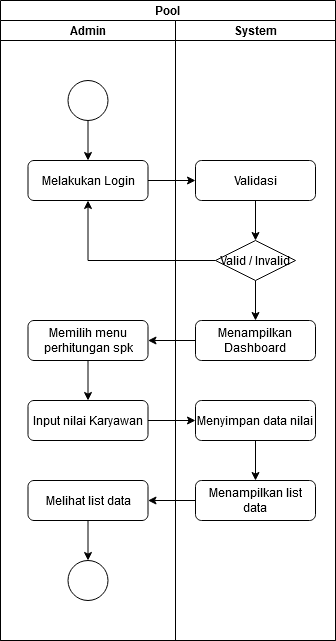 Pool
Admin
System
Melakukan Login
Validasi
Valid / Invalid
Memilih menu
perhitungan spk
Menampilkan
Dashboard
Input nilai Karyawan
Menyimpan data nilai
Melihat list data
Menampilkan list
data